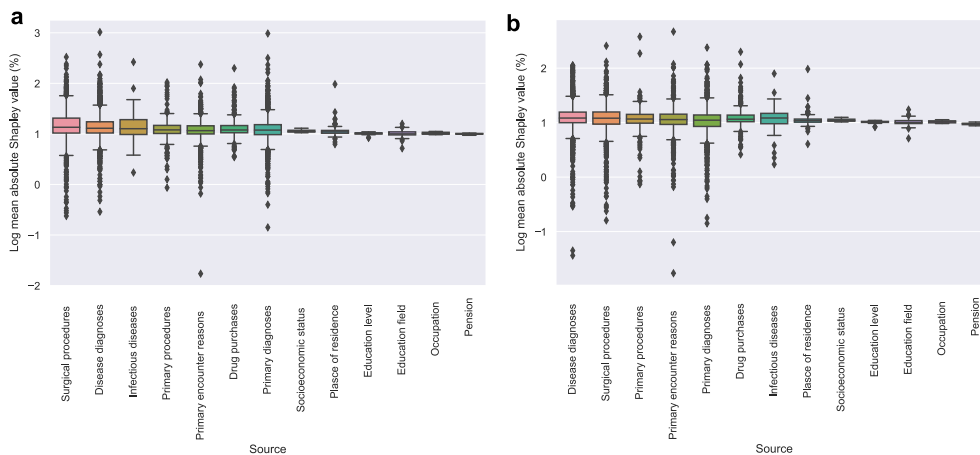 a
Log mean absolute Shapley value (%)
3
2
1
0
−1
−2
Surgical procedures
Disease diagnoses
Infectious diseases
Primary procedures
Primary encounter reasons
Drug purchases
Primary diagnoses
Socioeconomic status
Plasce of residence
Education level
Education field
Occupation
Pension
Source
b
Log mean absolute Shapley value (%)
2
1
0
−1
Disease diagnoses
Surgical procedures
Primary procedures
Primary encounter reasons
Primary diagnoses
Drug purchases
Infectious diseases
Plasce of residence
Socioeconomic status
Education level
Education field
Occupation
Pension
Source